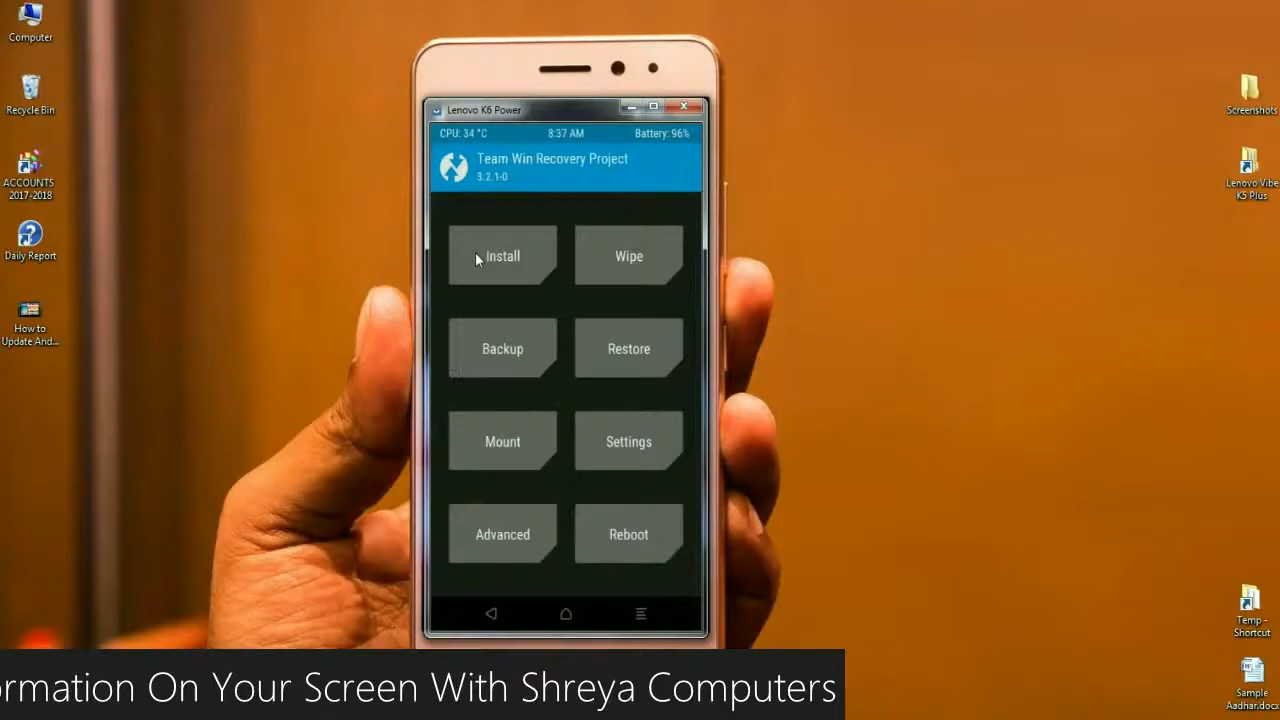 Computer
Recycle Bin
ACCOUNTS
2017-2018
Daily Report
How to
Update And...
Lenovo K6 Power
CPU: 34 °C 8:37 AM Battery: 96%
Team Win Recovery Project
3.2.1-0
Install Wipe
Backup Restore
Mount Settings
Advanced Reboot
Screenshots
Lenovo Vibe
K5 Plus
Temp -
Shortcut
Sample
Aadhar.docx
ormation On Your Screen With Shreya Computers